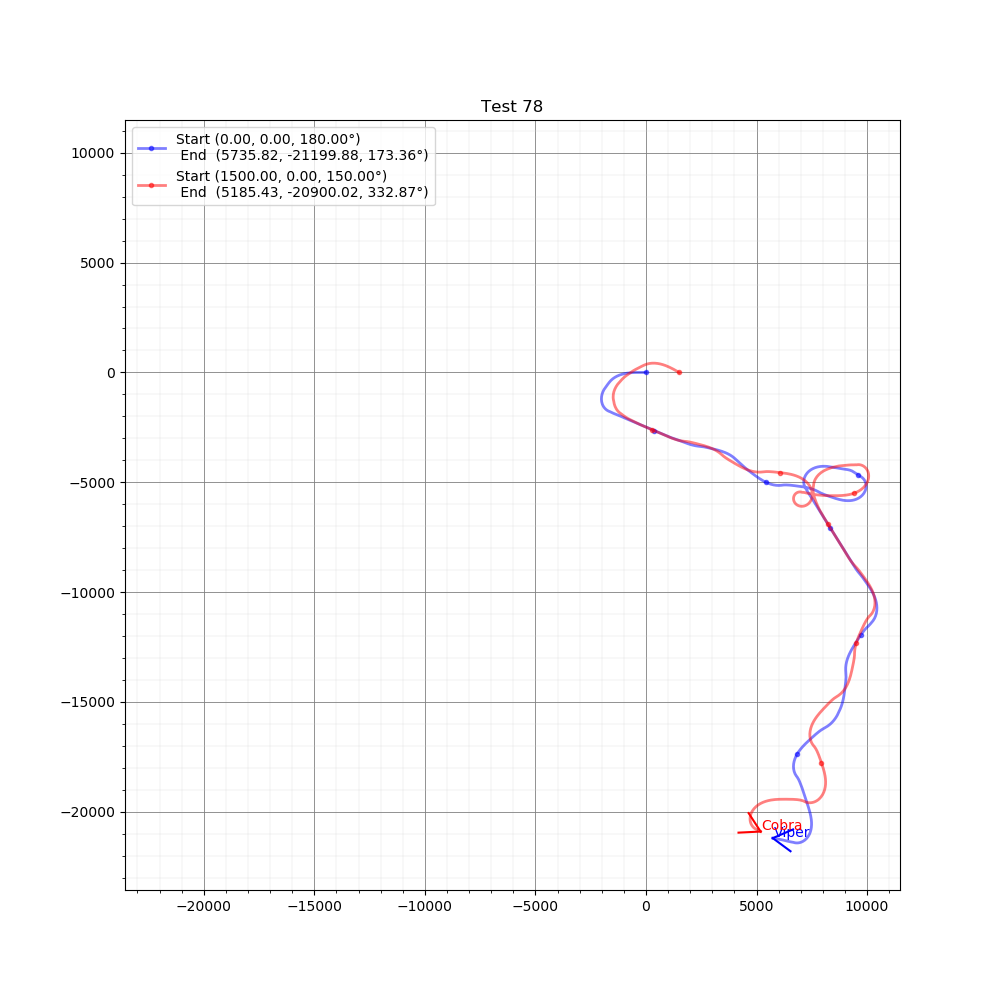 Test 78
Start (0.00, 0.00, 180.00°)
End (5735.82, -21199.88, 173.36°)
Start (1500.00, 0.00, 150.00°)
End (5185.43, -20900.02, 332.87°)
10000
5000
0
−5000
−10000
−15000
−20000
Cobra
Viper
−20000 −15000 −10000 −5000 0 5000 10000